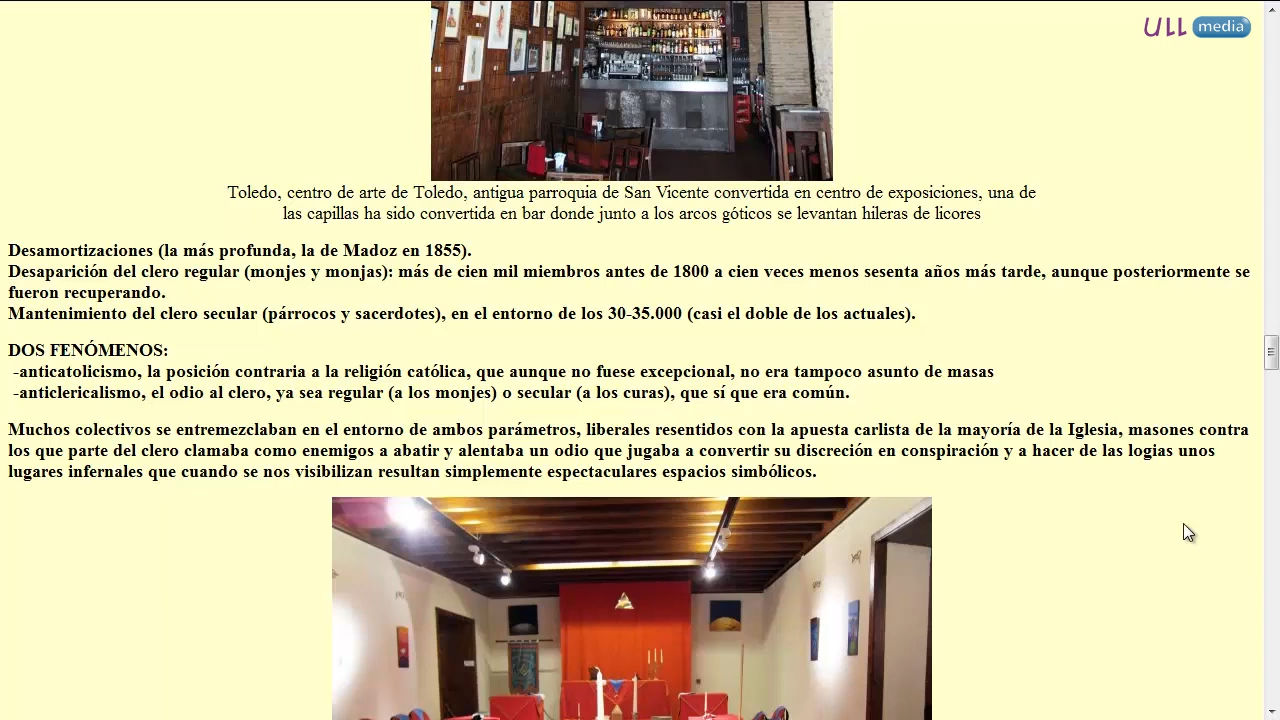 ULL media
Toledo, centro de arte de Toledo, antigua parroquia de San Vicente convertida en centro de exposiciones, una de
las capillas ha sido convertida en bar donde junto a los arcos góticos se levantan hileras de licores
Desamortizaciones (la más profunda, la de Madoz en 1855).
Desaparición del clero regular (monjes y monjas): más de cien mil miembros antes de 1800 a cien veces menos sesenta años más tarde, aunque posteriormente se
fueron recuperando.
Mantenimiento del clero secular (párrocos y sacerdotes), en el entorno de los 30-35.000 (casi el doble de los actuales).
DOS FENÓMENOS:
-anticatolicismo, la posición contraria a la religión católica, que aunque no fuese excepcional, no era tampoco asunto de masas
-anticlericalismo, el odio al clero, ya sea regular (a los monjes) o secular (a los curas), que sí que era común.
Muchos colectivos se entremezclaban en el entorno de ambos parámetros, liberales resentidos con la apuesta carlista de la mayoría de la Iglesia, masones contra
los que parte del clero clamaba como enemigos a abatir y alentaba un odio que jugaba a convertir su discreción en conspiración y a hacer de las logias unos
lugares infernales que cuando se nos visibilizan resultan simplemente espectaculares espacios simbólicos.